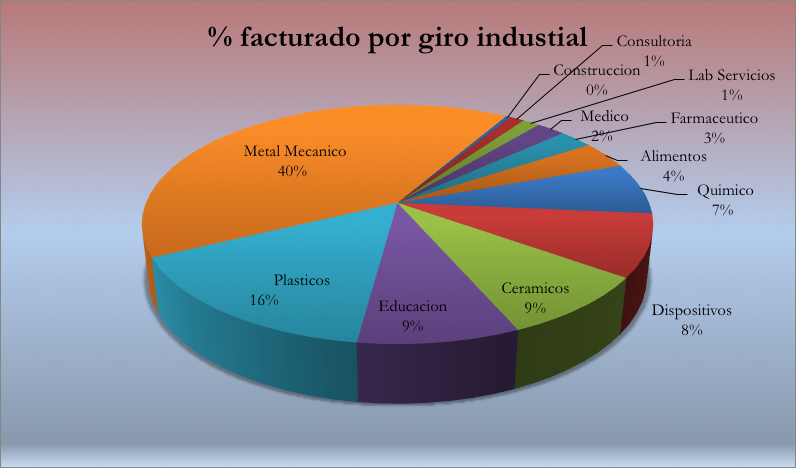 % facturado por giro industial
Consultoria
1%
Construccion
0%
Lab Servicios
1%
Medico
2%
Farmaceutico
3%
Alimentos
4%
Quimico
7%
Metal Mecanico
40%
Plasticos
16%
Educacion
9%
Ceramicos
9%
Dispositivos
8%